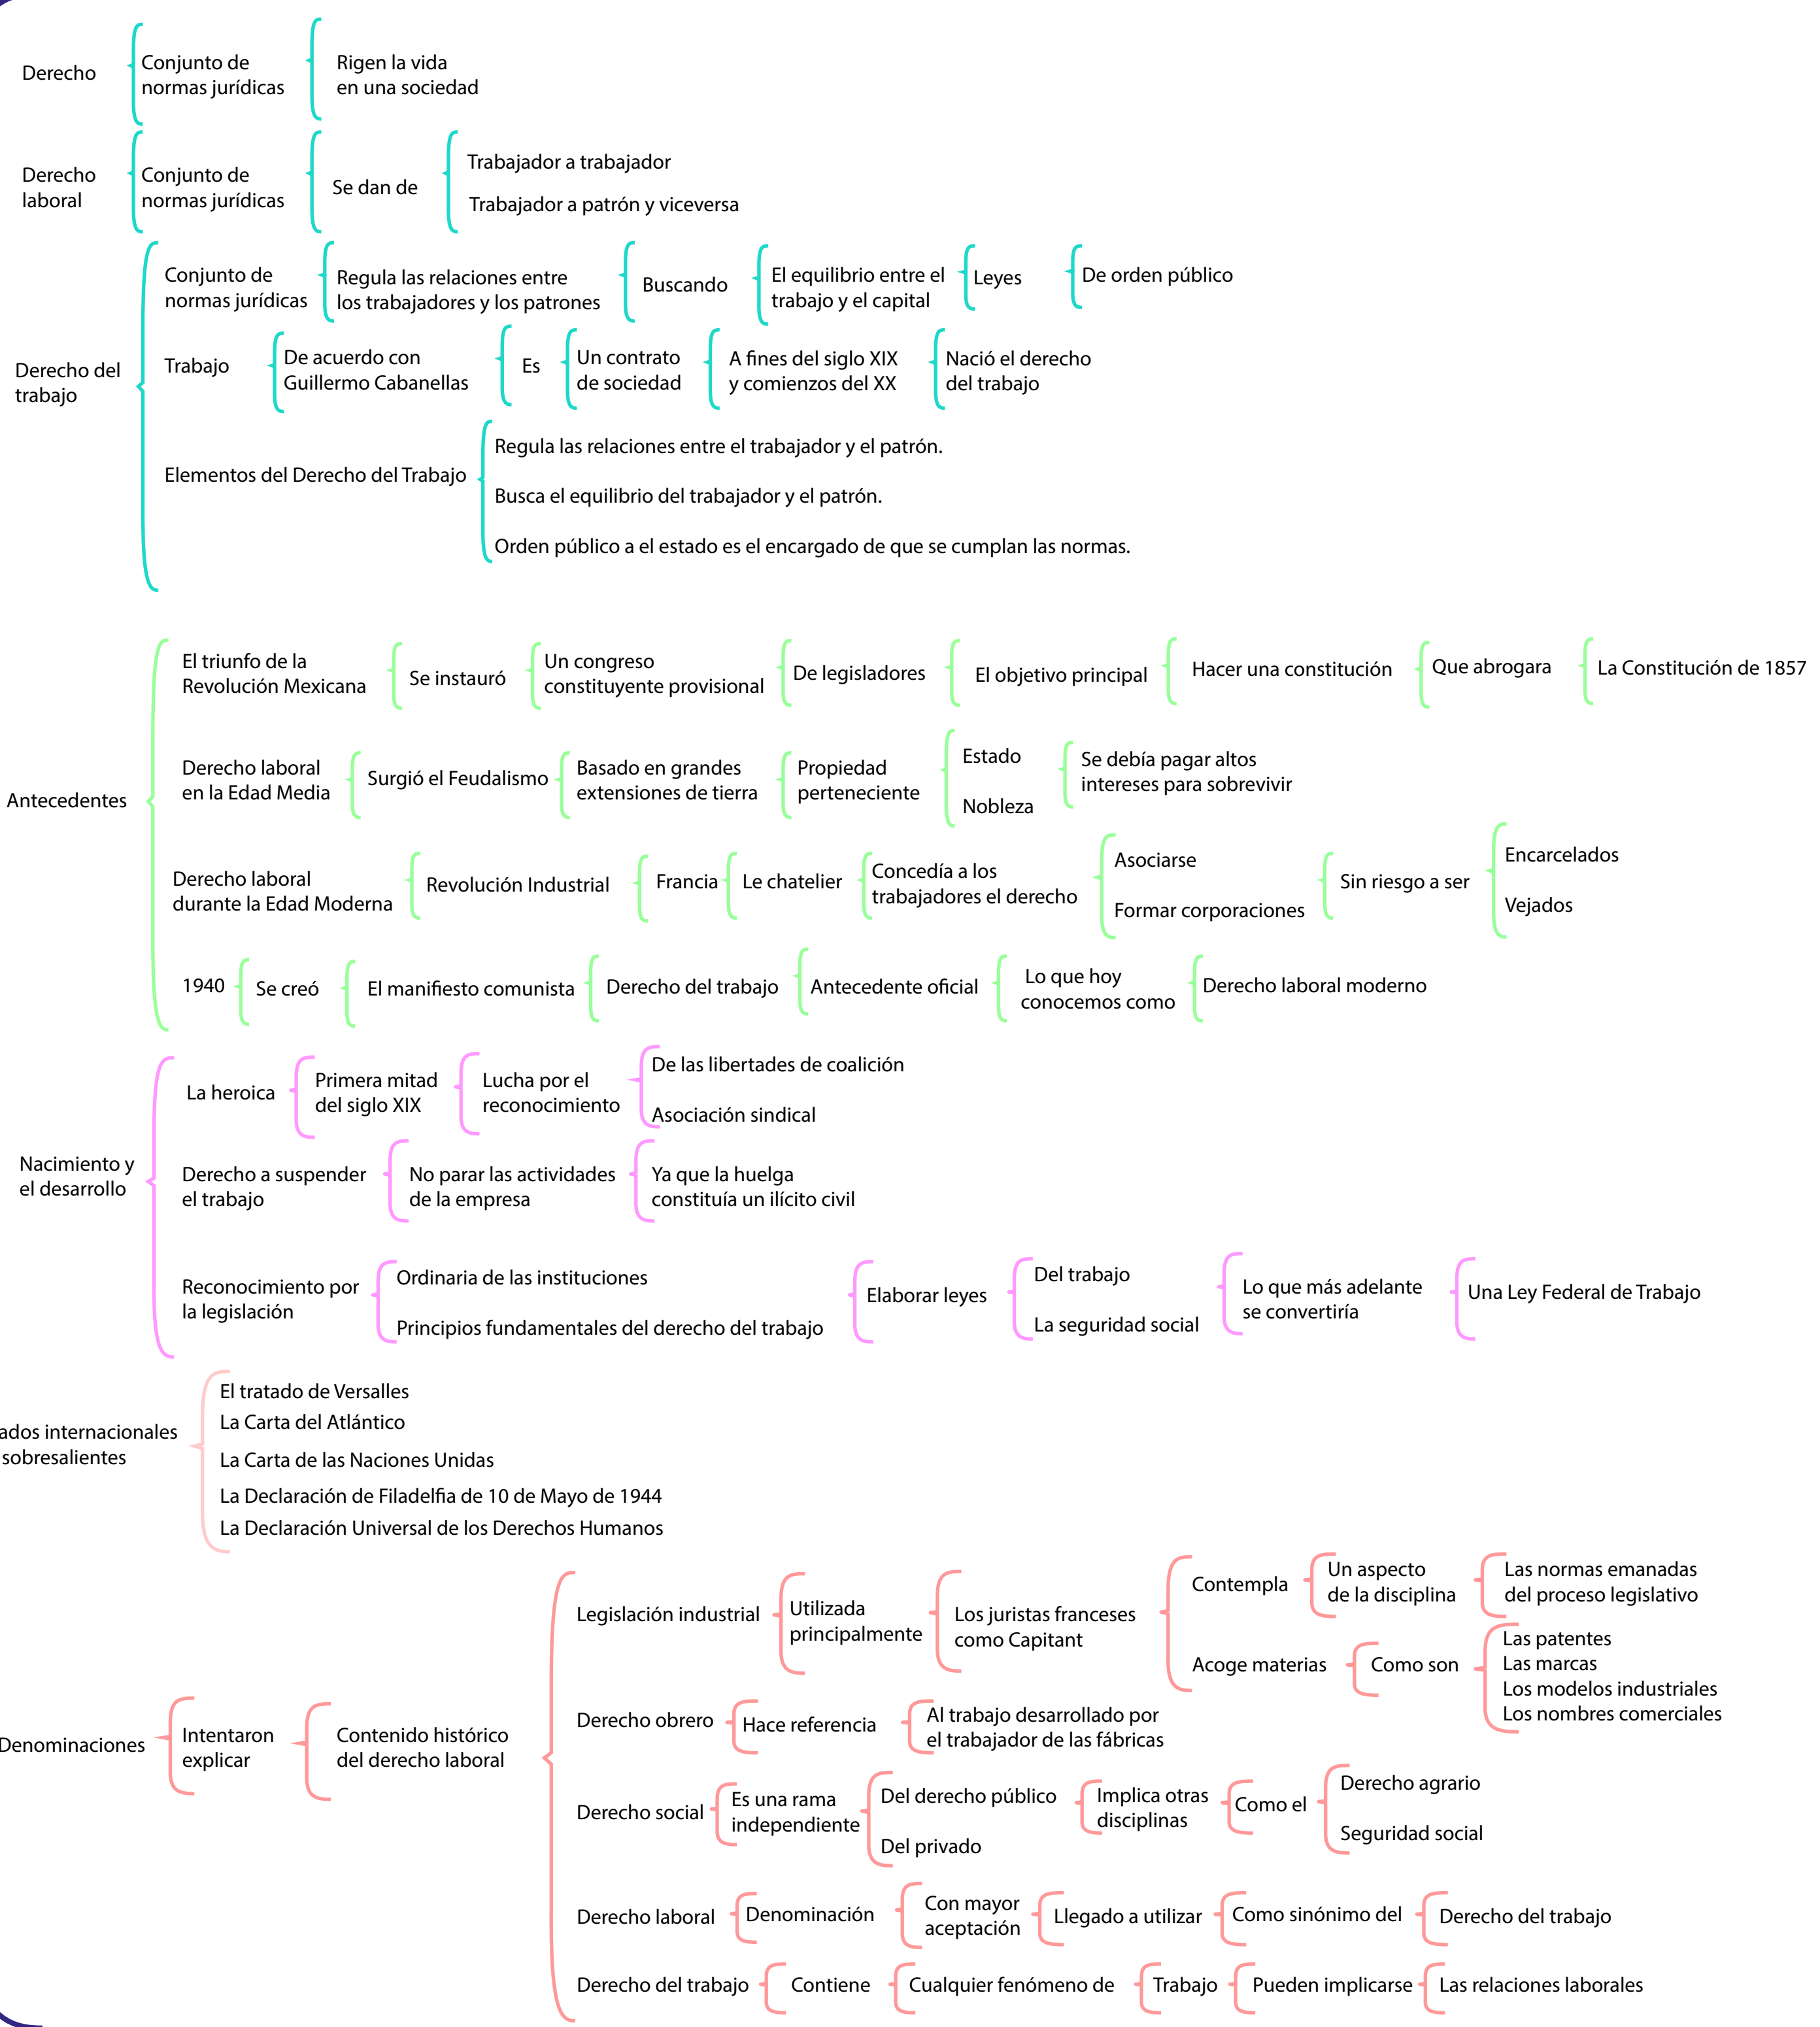 Derecho
Conjunto de
normas jurídicas
Rigen la vida
en una sociedad
Derecho
laboral
Conjunto de
normas jurídicas
Se dan de
Trabajador a trabajador
Trabajador a patrón y viceversa
Derecho del
trabajo
Conjunto de
normas jurídicas
Regula las relaciones entre
los trabajadores y los patrones
Buscando
El equilibrio entre el
trabajo y el capital
Leyes
De orden público
Trabajo
De acuerdo con
Guillermo Cabanellas
Es
Un contrato
de sociedad
A fines del siglo XIX
y comienzos del XX
Nació el derecho
del trabajo
Elementos del Derecho del Trabajo
Regula las relaciones entre el trabajador y el patrón.
Busca el equilibrio del trabajador y el patrón.
Orden público a el estado es el encargado de que se cumplan las normas.
Antecedentes
El triunfo de la
Revolución Mexicana
Se instauró
Un congreso
constituyente provisional
De legisladores
El objetivo principal
Hacer una constitución
Que abrogara
La Constitución de 1857
Derecho laboral
en la Edad Media
Surgió el Feudalismo
Basado en grandes
extensiones de tierra
Propiedad
perteneciente
Estado
Nobleza
Se debía pagar altos
intereses para sobrevivir
Derecho laboral
durante la Edad Moderna
Revolución Industrial
Francia
Le chatelier
Concedía a los
trabajadores el derecho
Asociarse
Formar corporaciones
Sin riesgo a ser
Encarcelados
Vejados
1940
Se creó
El manifiesto comunista
Derecho del trabajo
Antecedente oficial
Lo que hoy
conocemos como
Derecho laboral moderno
Nacimiento y
el desarrollo
La heroica
Primera mitad
del siglo XIX
Lucha por el
reconocimiento
De las libertades de coalición
Asociación sindical
Derecho a suspender
el trabajo
No parar las actividades
de la empresa
Ya que la huelga
constituía un ilícito civil
Reconocimiento por
la legislación
Ordinaria de las instituciones
Principios fundamentales del derecho del trabajo
Elaborar leyes
Del trabajo
La seguridad social
Lo que más adelante
se convertiría
Una Ley Federal de Trabajo
ados internacionales
sobresalientes
El tratado de Versalles
La Carta del Atlántico
La Carta de las Naciones Unidas
La Declaración de Filadelfia de 10 de Mayo de 1944
La Declaración Universal de los Derechos Humanos
Denominaciones
Intentaron
explicar
Contenido histórico
del derecho laboral
Legislación industrial
Utilizada
principalmente
Los juristas franceses
como Capitant
Contempla
Un aspecto
de la disciplina
Las normas emanadas
del proceso legislativo
Acoge materias
Como son
Las patentes
Las marcas
Los modelos industriales
Los nombres comerciales
Derecho obrero
Hace referencia
Al trabajo desarrollado por
el trabajador de las fábricas
Derecho social
Es una rama
independiente
Del derecho público
Del privado
Implica otras
disciplinas
Como el
Derecho agrario
Seguridad social
Derecho laboral
Denominación
Con mayor
aceptación
Llegado a utilizar
Como sinónimo del
Derecho del trabajo
Derecho del trabajo
Contiene
Cualquier fenómeno de
Trabajo
Pueden implicarse
Las relaciones laborales